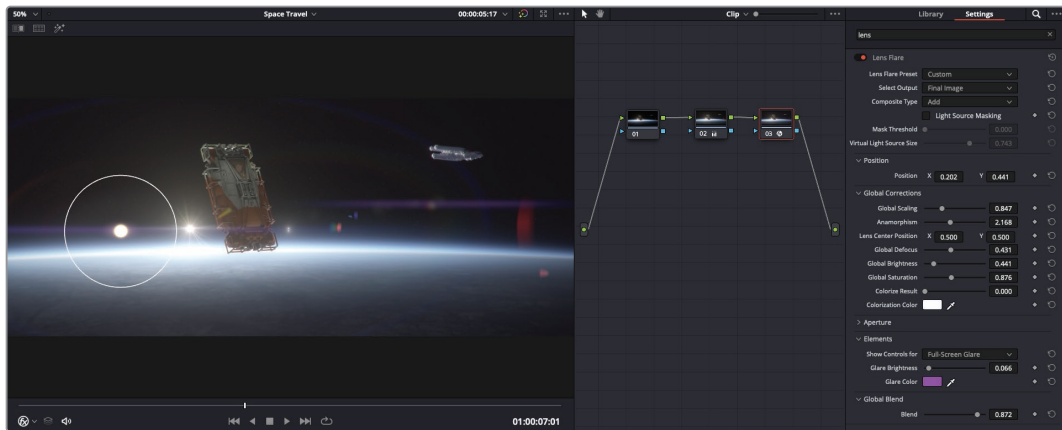 50% Space Travel 00:00:05:17 Clip Library Settings
lens
Lens Flare
Lens Flare Preset Custom
Select Output Final Image
Composite Type Add
Light Source Masking
Mask Threshold 0.000
Virtual Light Source Size 0.743
Position
Position X 0.202 Y 0.441
Global Corrections
Global Scaling 0.847
Anamorphism 2.168
Lens Center Position X 0.500 Y 0.500
Global Defocus 0.431
Global Brightness 0.441
Global Saturation 0.876
Colorize Result 0.000
Colorization Color
Aperture
Elements
Show Controls for Full-Screen Glare
Glare Brightness 0.066
Glare Color
Global Blend
Blend 0.872
01 02 03
fx 01:00:07:01